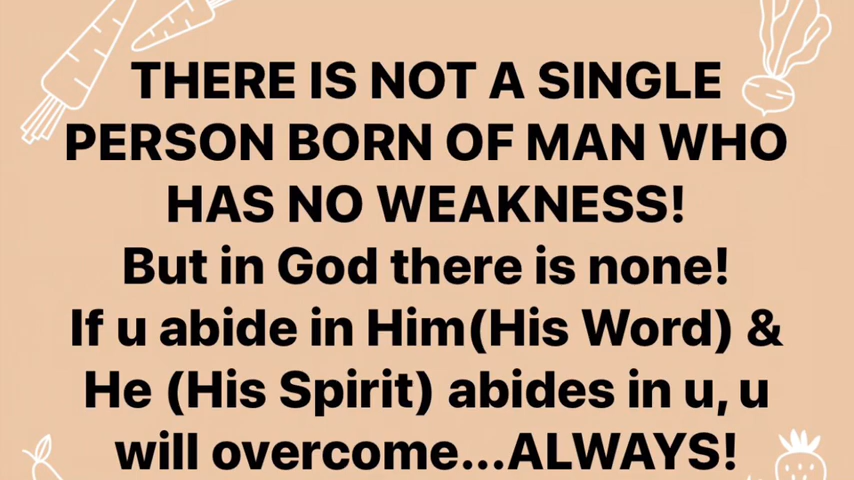 THERE IS NOT A SINGLE
PERSON BORN OF MAN WHO
HAS NO WEAKNESS!
But in God there is none!
If u abide in Him(His Word) &
He (His Spirit) abides in u, u
will overcome...ALWAYS!